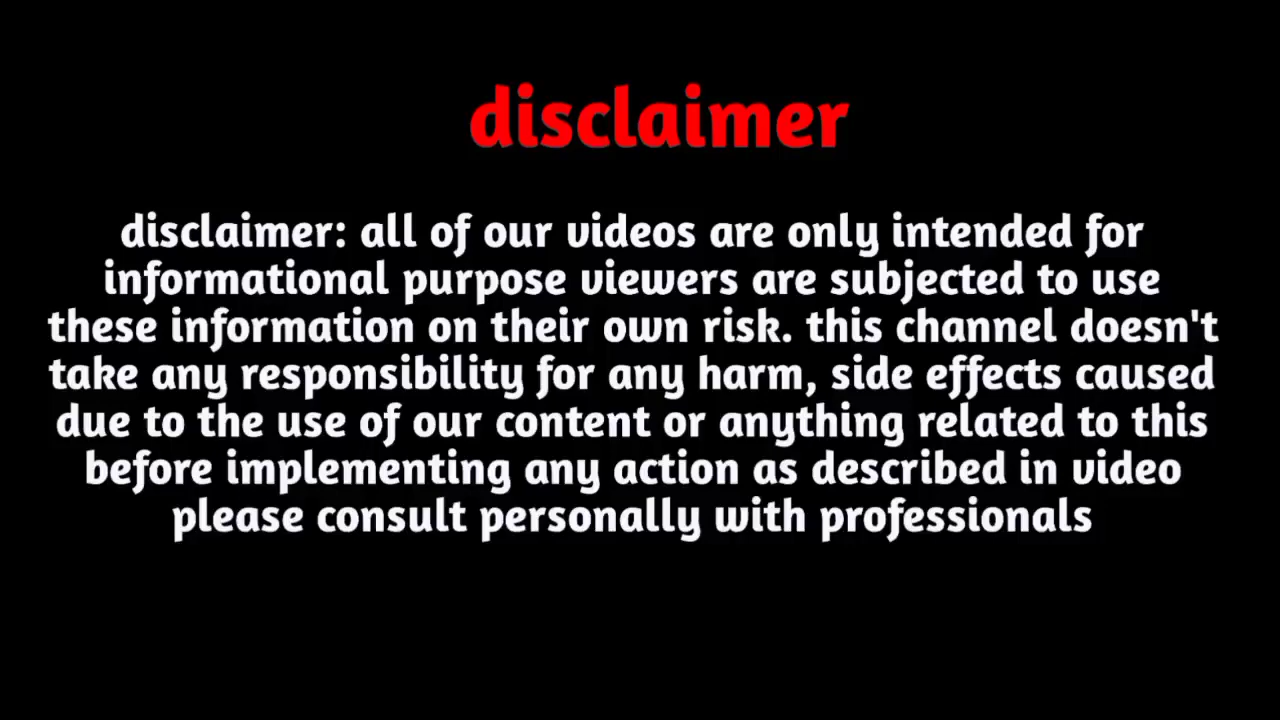 disclaimer
disclaimer: all of our videos are only intended for
informational purpose viewers are subjected to use
these information on their own risk. this channel doesn't
take any responsibility for any harm, side effects caused
due to the use of our content or anything related to this
before implementing any action as described in video
please consult personally with professionals